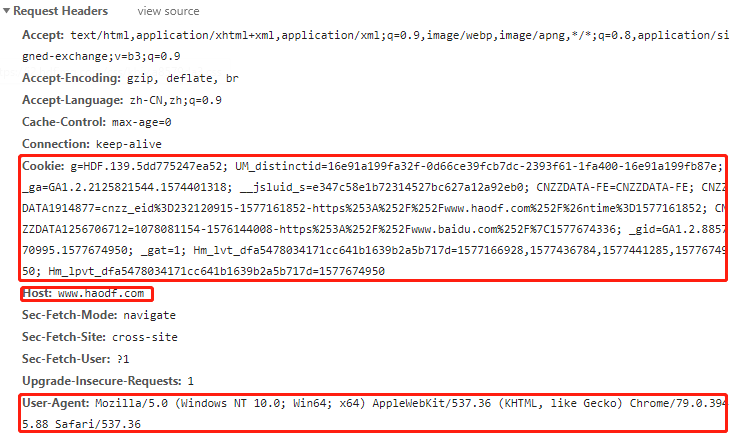 Request Headers view source
Accept: text/html,application/xhtml+xml,application/xml;q=0.9,image/webp,image/apng,*/*;q=0.8,application/si
gned-exchange;v=b3;q=0.9
Accept-Encoding: gzip, deflate, br
Accept-Language: zh-CN,zh;q=0.9
Cache-Control: max-age=0
Connection: keep-alive
Cookie: g=HDF.139.5dd775247ea52; UM_distinctid=16e91a199fa32f-0d66ce39fcb7dc-2393f61-1fa400-16e91a199fb87e;
_ga=GA1.2.2125821544.1574401318; __jsluid_s=e347c58e1b72314527bc627a12a92eb0; CNZZDATA-FE=CNZZDATA-FE; CNZZ
DATA1914877=cnzz_eid%3D232120915-1577161852-https%253A%252F%252Fwww.haodf.com%252F%26ntime%3D1577161852; CN
ZZDATA1256706712=1078081154-1576144008-https%253A%252F%252Fwww.baidu.com%252F%7C1577674336; _gid=GA1.2.8857
70995.1577674950; _gat=1; Hm_lvt_dfa5478034171cc641b1639b2a5b717d=1577166928,1577436784,1577441285,15776749
50; Hm_lpvt_dfa5478034171cc641b1639b2a5b717d=1577674950
Host: www.haodf.com
Sec-Fetch-Mode: navigate
Sec-Fetch-Site: cross-site
Sec-Fetch-User: ?1
Upgrade-Insecure-Requests: 1
User-Agent: Mozilla/5.0 (Windows NT 10.0; Win64; x64) AppleWebKit/537.36 (KHTML, like Gecko) Chrome/79.0.394
5.88 Safari/537.36